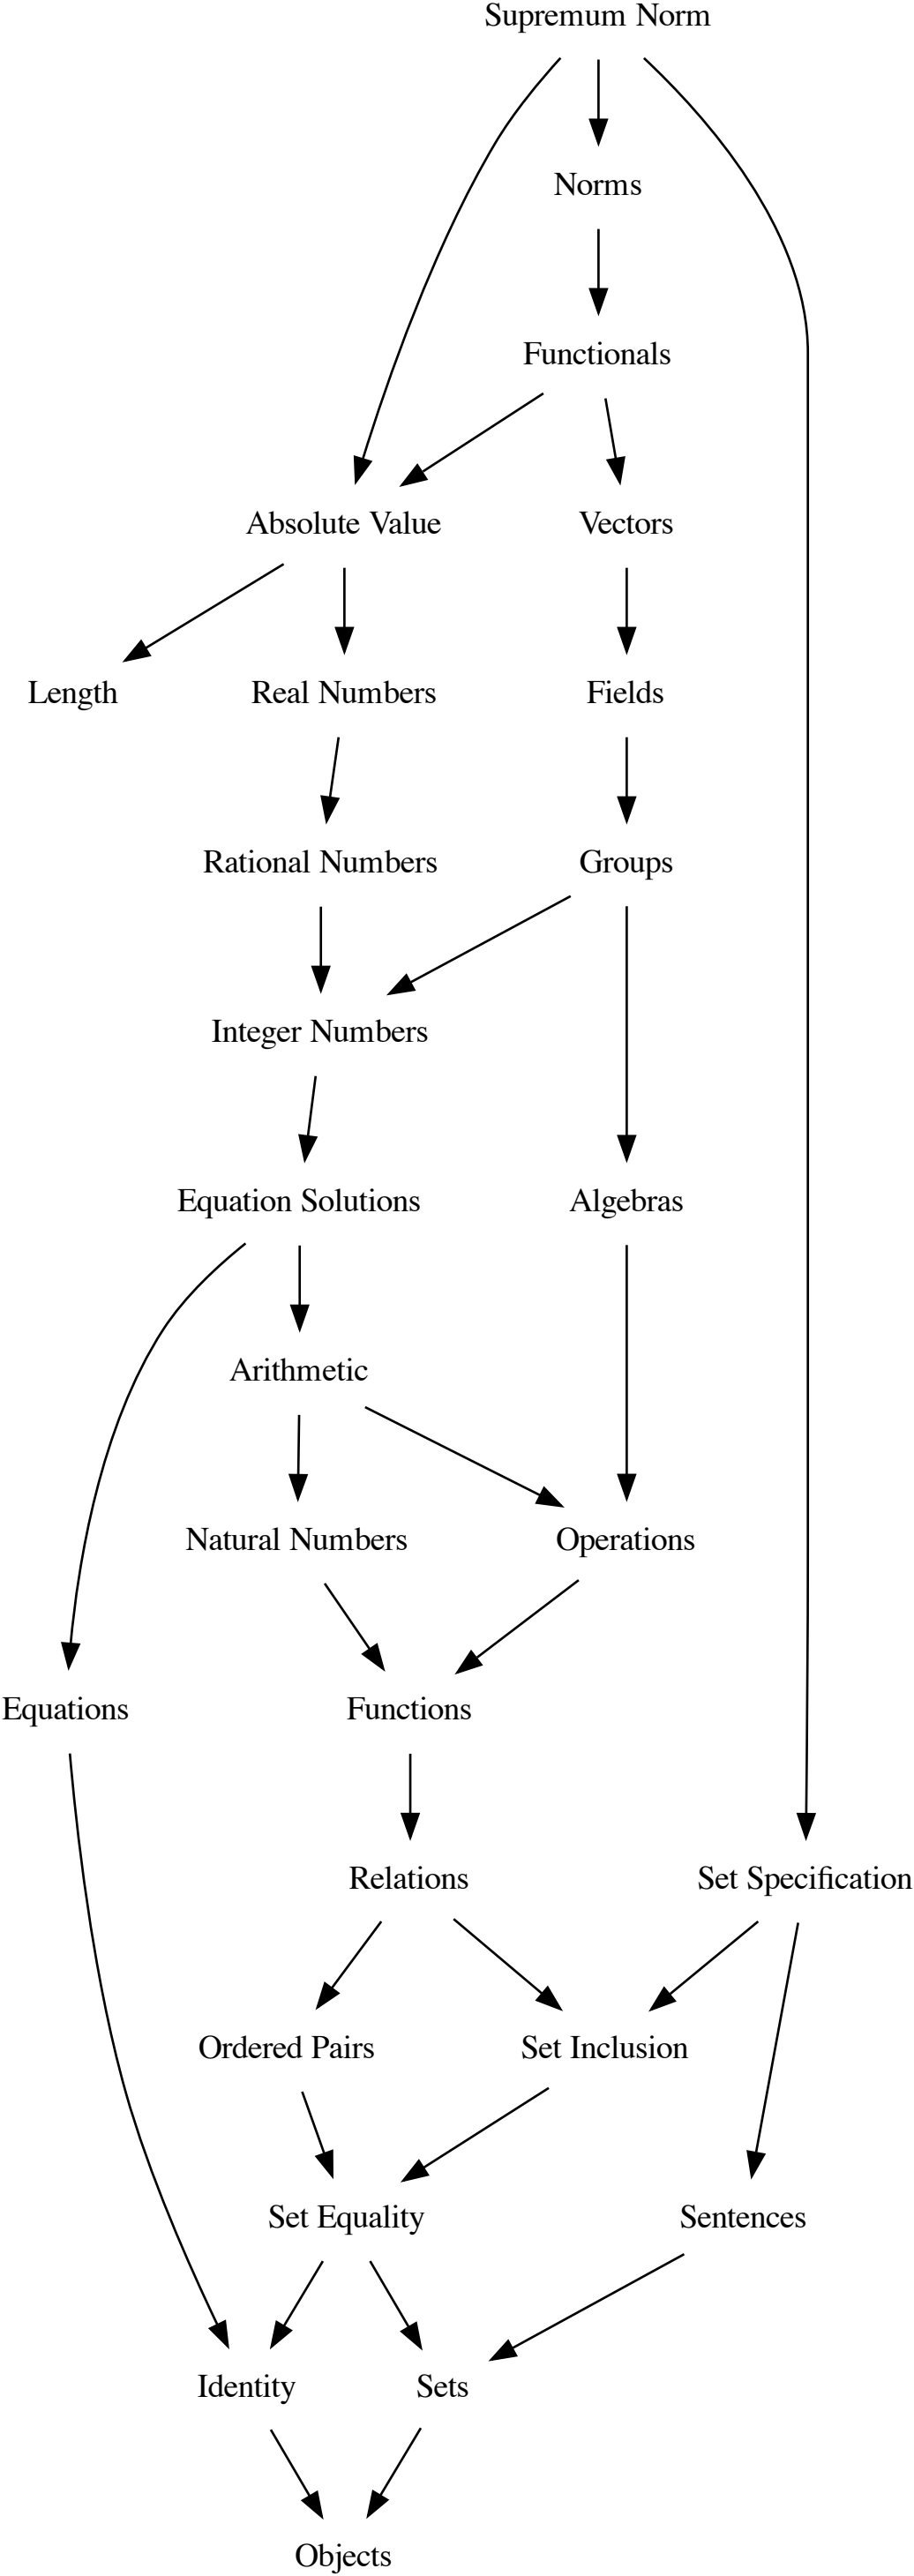 Supremum Norm
Norms
Functionals
Absolute Value
Vectors
Length
Real Numbers
Fields
Rational Numbers
Groups
Integer Numbers
Equation Solutions
Algebras
Arithmetic
Natural Numbers
Operations
Equations
Functions
Relations
Set Specification
Ordered Pairs
Set Inclusion
Set Equality
Sentences
Identity
Sets
Objects